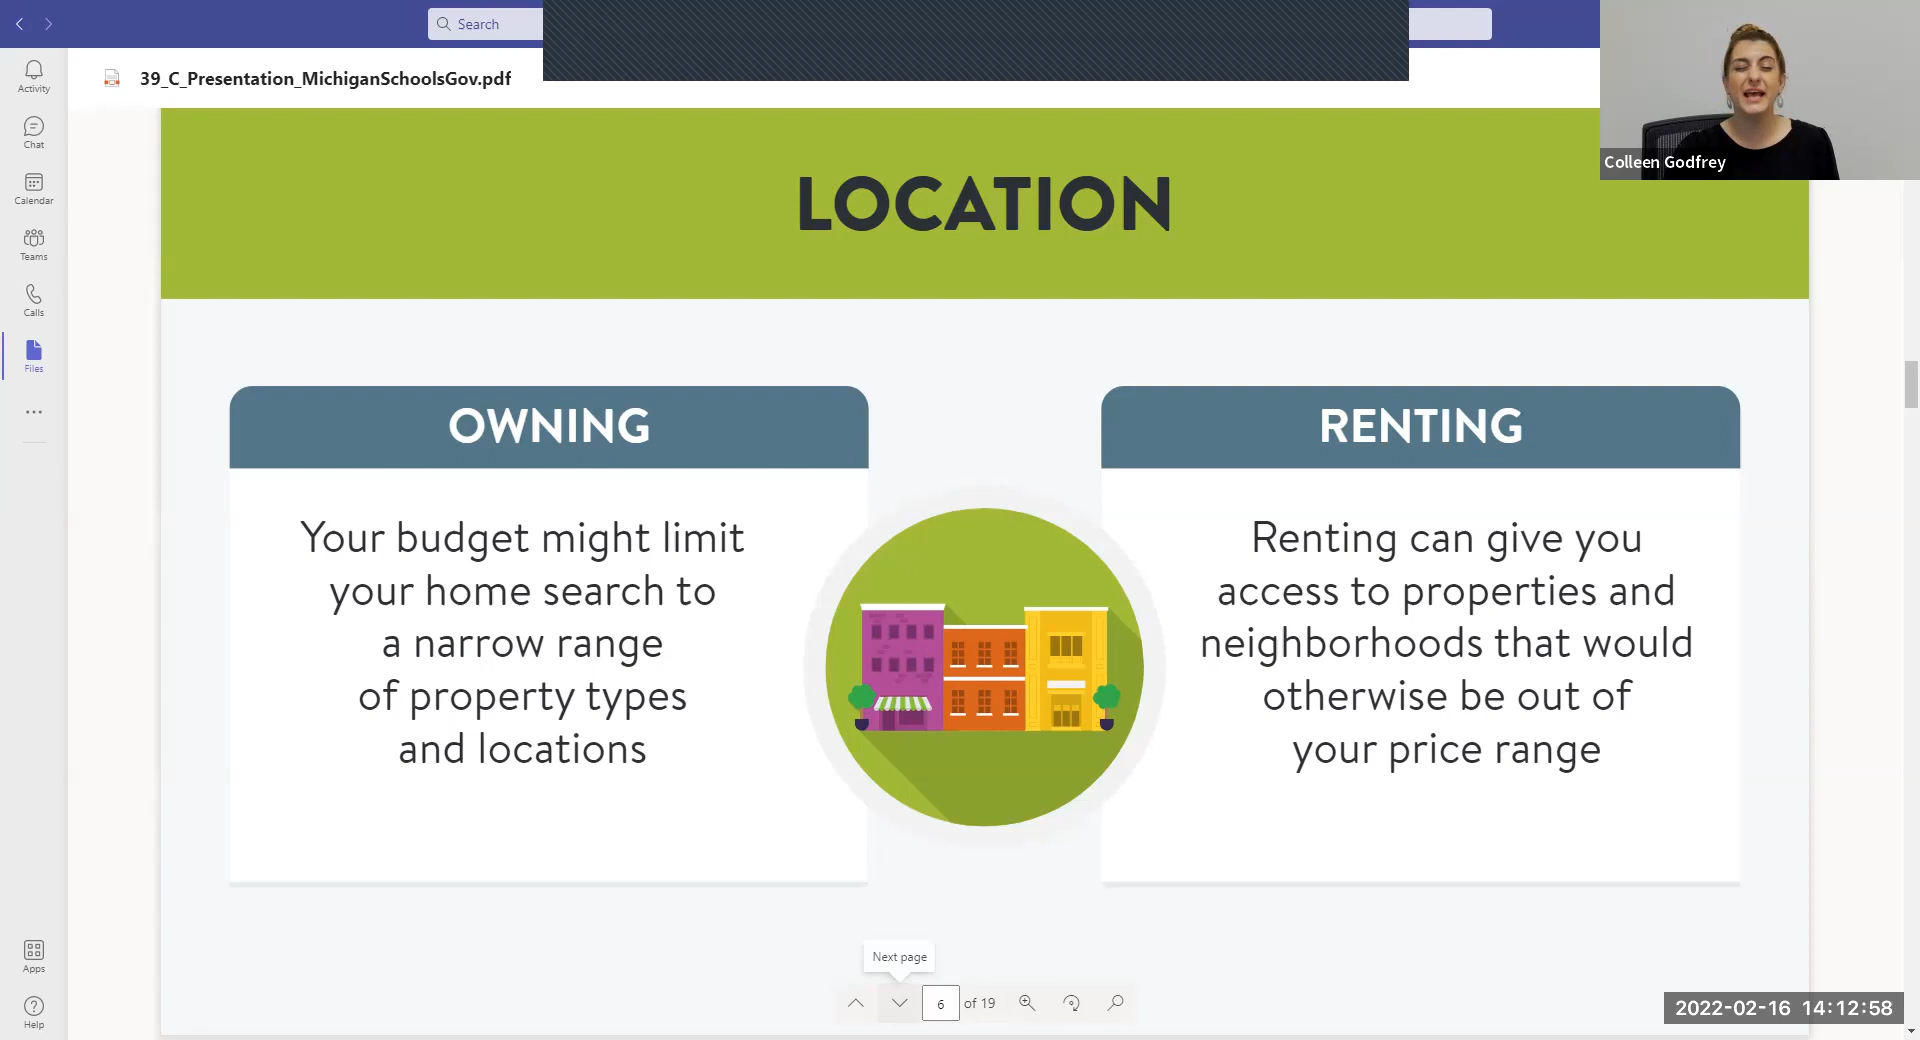 Search
39_C_Presentation_MichiganSchoolsGov.pdf
Activity
Chat
Calendar
Teams
Calls
Files
Apps
Help
Colleen Godfrey
LOCATION
OWNING
Your budget might limit
your home search to
a narrow range
of property types
and locations
RENTING
Renting can give you
access to properties and
neighborhoods that would
otherwise be out of
your price range
Next page
6 of 19
2022-02-16 14:12:58